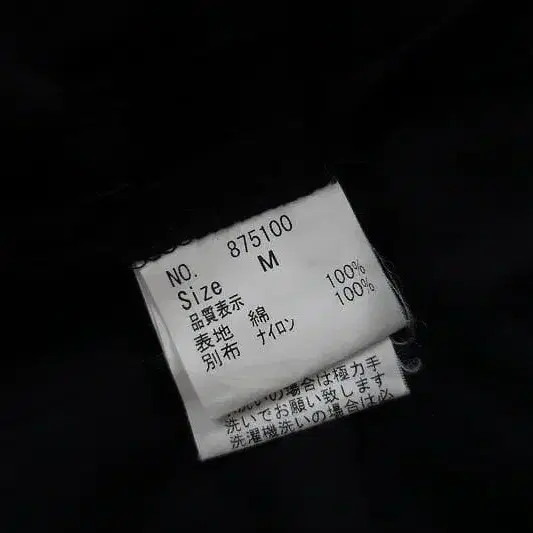 NO. 875100
Size M
品質表示
表地 綿 100%
別布 ナイロン 100%
洗いの場合は極力手
洗いでお願い致します
洗濯機洗いの場合は必